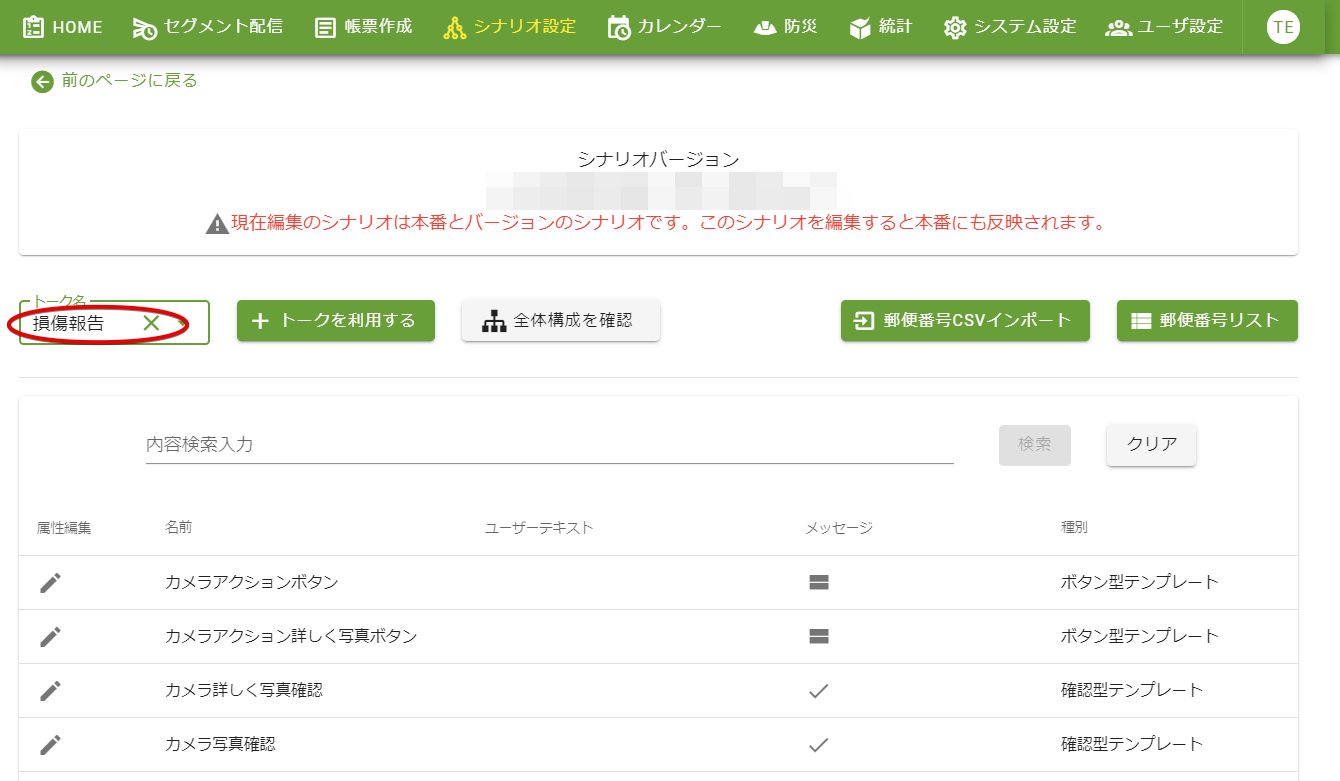 HOME セグメント配信 帳票作成 シナリオ設定 カレンダー 防災 統計 システム設定 ユーザ設定 TE
前のページに戻る
シナリオバージョン
現在編集のシナリオは本番とバージョンのシナリオです。このシナリオを編集すると本番にも反映されます。
トーク名
損傷報告 トークを利用する 全体構成を確認 郵便番号CSVインポート 郵便番号リスト
内容検索入力 検索 クリア
属性編集 名前 ユーザーテキスト メッセージ 種別
カメラアクションボタン ボタン型テンプレート
カメラアクション詳しく写真ボタン ボタン型テンプレート
カメラ詳しく写真確認 確認型テンプレート
カメラ写真確認 確認型テンプレート